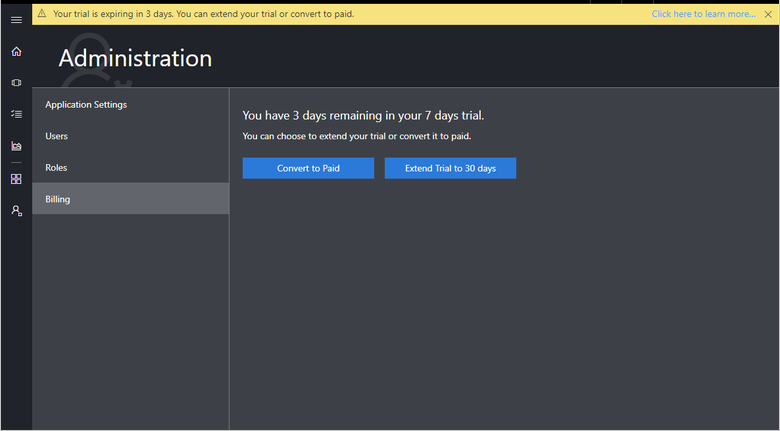 Your trial is expiring in 3 days. You can extend your trial or convert to paid.
Click here to learn more...
Administration
Application Settings
Users
Roles
Billing
You have 3 days remaining in your 7 days trial.
You can choose to extend your trial or convert it to paid.
Convert to Paid
Extend Trial to 30 days